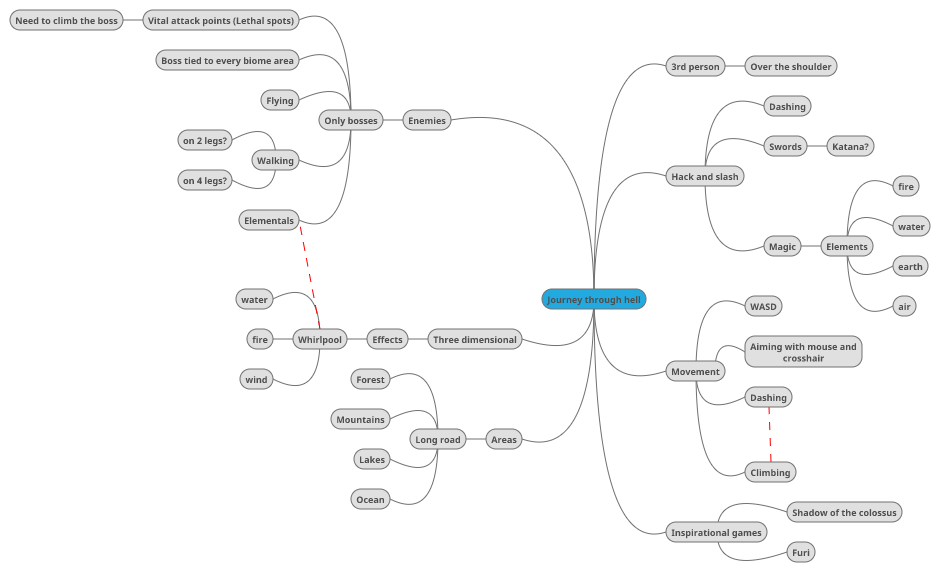 Need to climb the boss
Vital attack points (Lethal spots)
Boss tied to every biome area
Flying
Only bosses
Enemies
on 2 legs?
Walking
on 4 legs?
Elementals
water
fire
Whirlpool
Effects
Three dimensional
wind
Forest
Mountains
Long road
Areas
Lakes
Ocean
Journey through hell
3rd person
Over the shoulder
Dashing
Swords
Katana?
Hack and slash
fire
water
Magic
Elements
earth
air
WASD
Aiming with mouse and
crosshair
Movement
Dashing
Climbing
Shadow of the colossus
Inspirational games
Furi